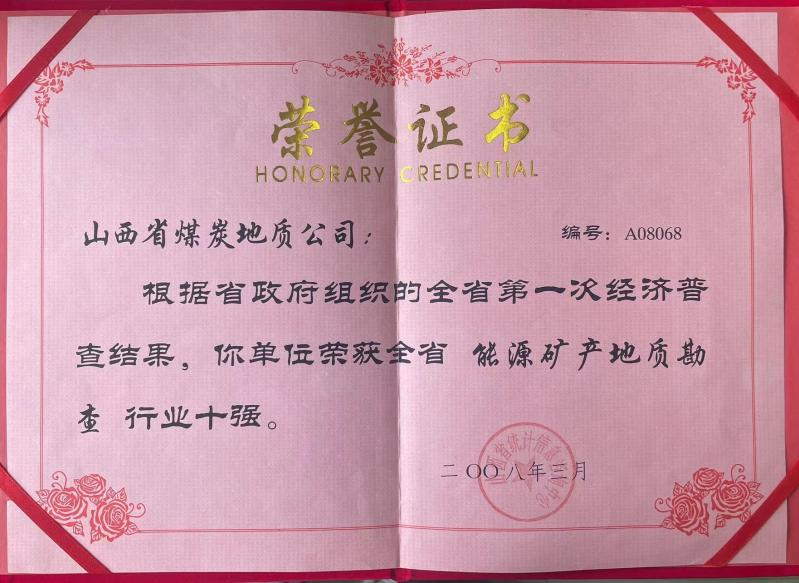 荣誉证书
HONORARY CREDENTIAL
山西省煤炭地质公司： 编号：A08068
根据省政府组织的全省第一次经济普
查结果，你单位荣获全省 能源矿产地质勘
查 行业十强。
二OO八年三月